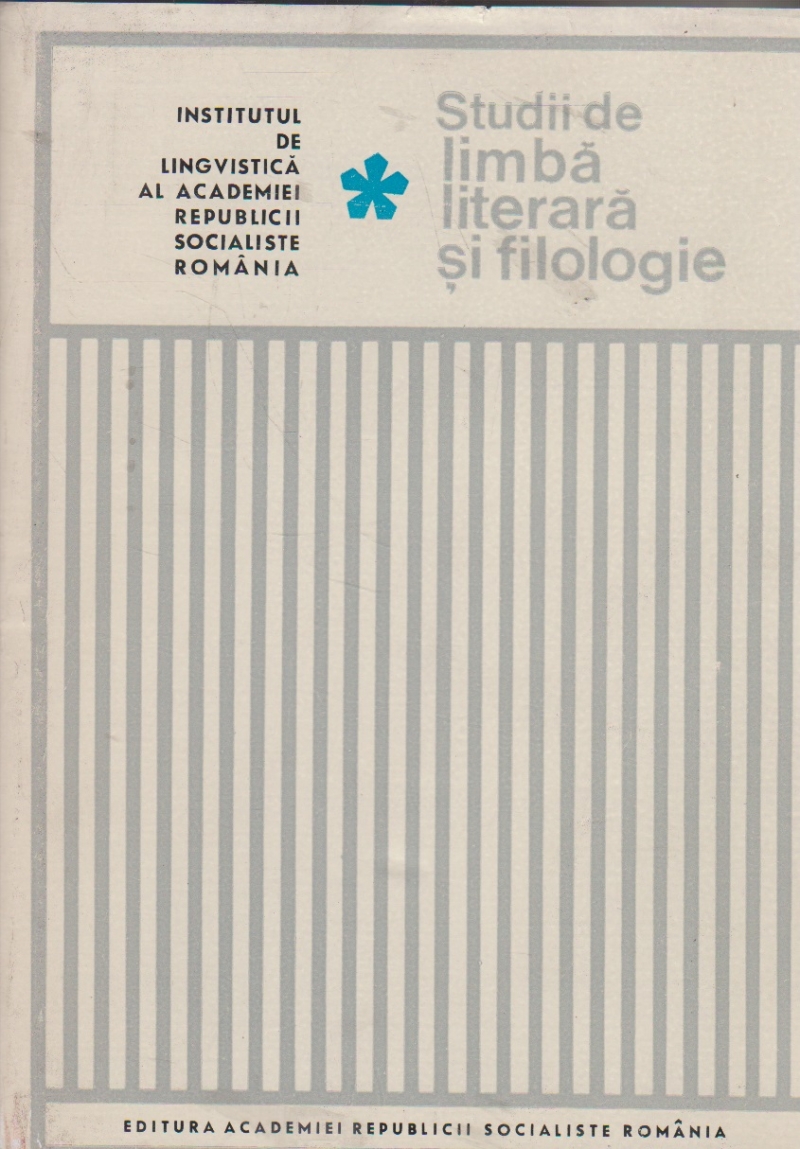 INSTITUTUL
DE
LINGVISTICĂ
AL ACADEMIEI
REPUBLICII
SOCIALISTE
ROMÂNIA
Studii de
limbă
literară
și filologie
EDITURA ACADEMIEI REPUBLICII SOCIALISTE ROMÂNIA